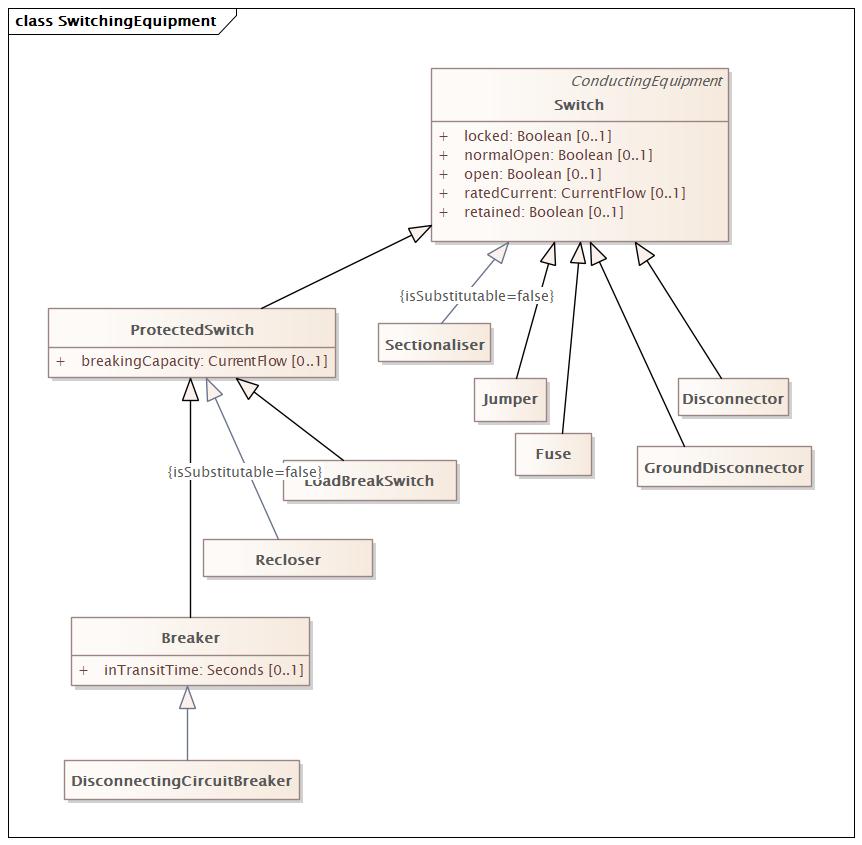 class SwitchingEquipment
ConductingEquipment
Switch
+ locked: Boolean [0..1]
+ normalOpen: Boolean [0..1]
+ open: Boolean [0..1]
+ ratedCurrent: CurrentFlow [0..1]
+ retained: Boolean [0..1]
{isSubstitutable=false}
ProtectedSwitch
+ breakingCapacity: CurrentFlow [0..1]
Sectionaliser
Jumper
Disconnector
Fuse
GroundDisconnector
{isSubstitutable=false}
LoadBreakSwitch
Recloser
Breaker
+ inTransitTime: Seconds [0..1]
DisconnectingCircuitBreaker